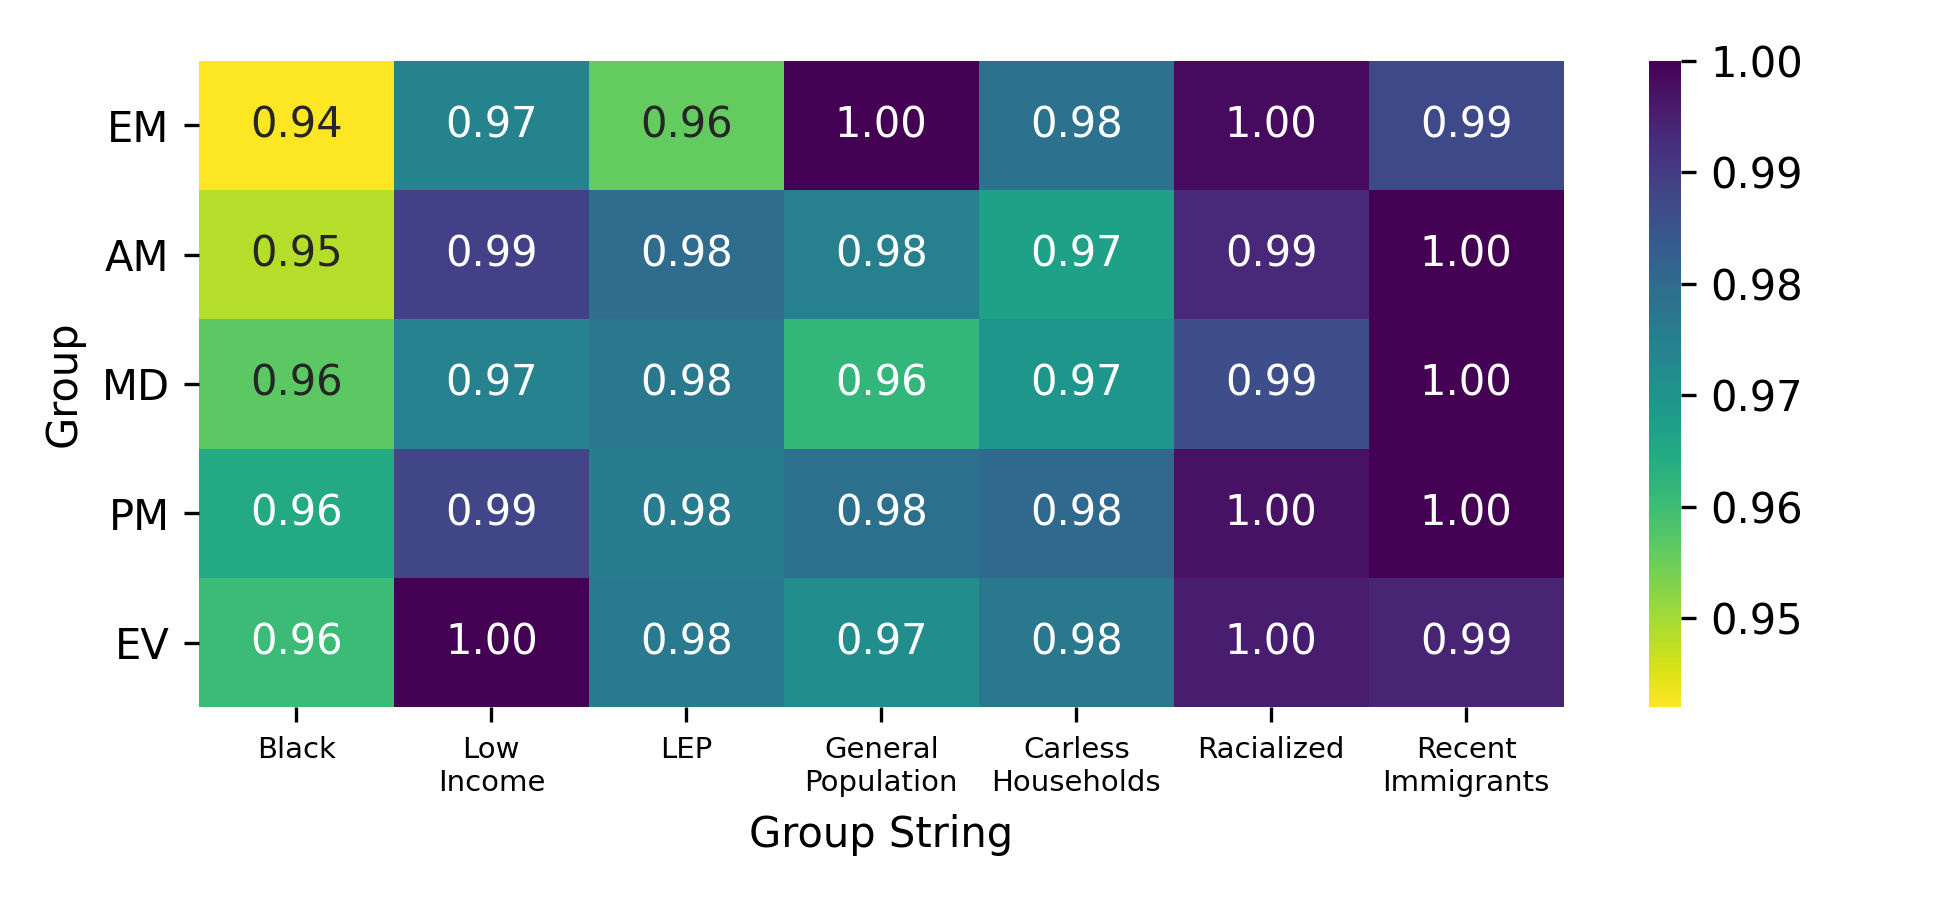 EM 0.94 0.97 0.96 1.00 0.98 1.00 0.99
AM 0.95 0.99 0.98 0.98 0.97 0.99 1.00
MD 0.96 0.97 0.98 0.96 0.97 0.99 1.00
PM 0.96 0.99 0.98 0.98 0.98 1.00 1.00
EV 0.96 1.00 0.98 0.97 0.98 1.00 0.99
Group
Black
Low
Income
LEP
General
Population
Carless
Households
Racialized
Recent
Immigrants
Group String
1.00
0.99
0.98
0.97
0.96
0.95